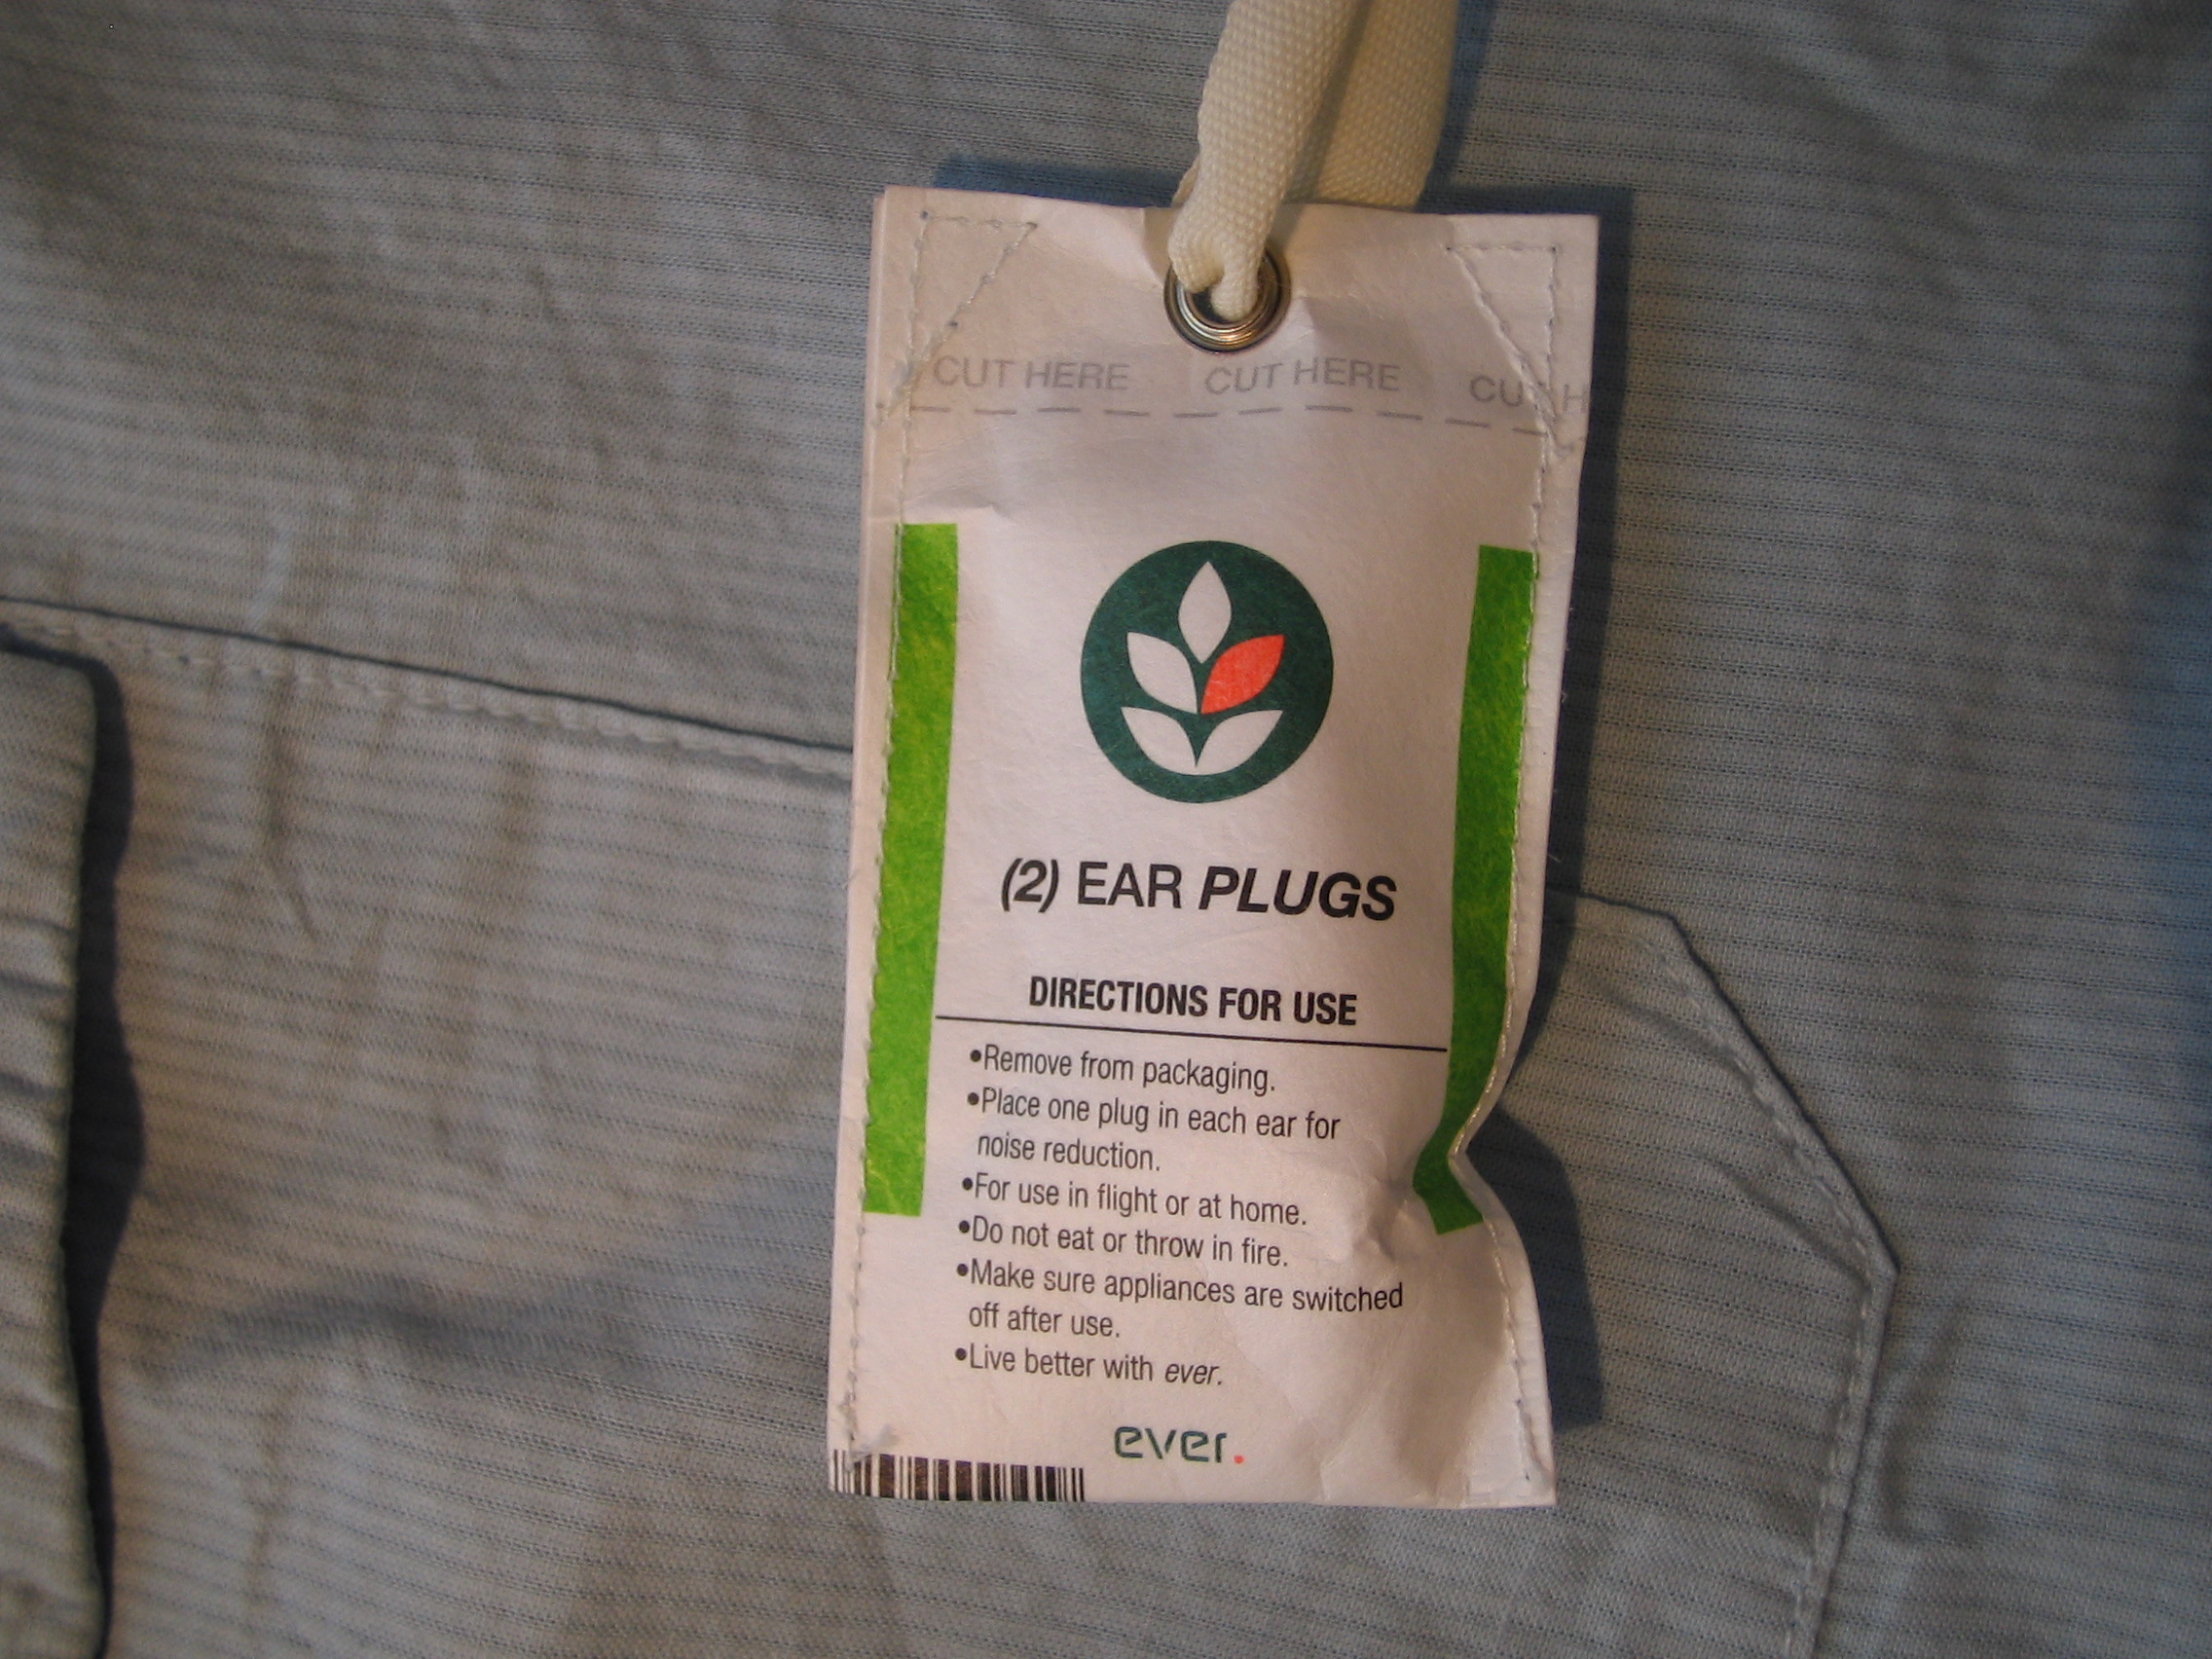 CUT HERE CUT HERE CUT H
(2) EAR PLUGS
DIRECTIONS FOR USE
•Remove from packaging.
•Place one plug in each ear for
noise reduction.
•For use in flight or at home.
•Do not eat or throw in fire.
•Make sure appliances are switched
off after use.
•Live better with ever.
ever.